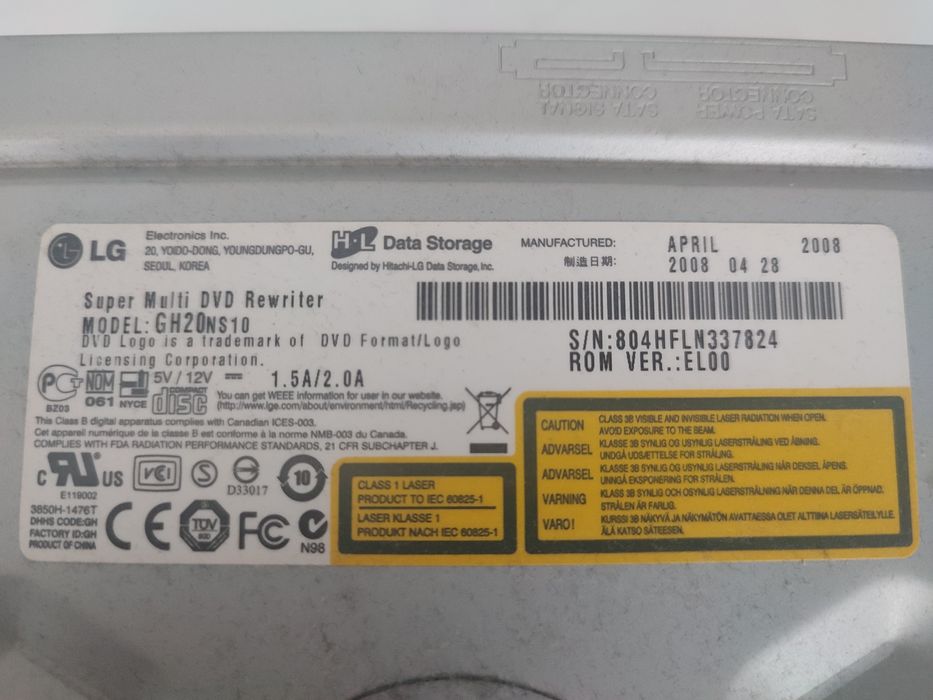 SATA SIGNAL CONNECTOR
SATA POWER CONNECTOR
LG
Electronics Inc.
20, YOIDO-DONG, YOUNGDUNGPO-GU,
SEOUL, KOREA
H·L Data Storage
Designed by Hitachi-LG Data Storage, Inc.
MANUFACTURED: APRIL 2008
制造日期: 2008 04 28
Super Multi DVD Rewriter
MODEL: GH20NS10
DVD Logo is a trademark of DVD Format/Logo
Licensing Corporation.
S/N:804HFLN337824
ROM VER.:EL00
5V / 12V 1.5A/2.0A
PCT
BZ03
NOM
061
NYCE
COMPACT
disc
You can get WEEE information for user in our website.
(http://www.lge.com/about/environment/html/Recycling.jsp)
This Class B digital apparatus complies with Canadian ICES-003.
Cet appareil numérique de la classe B est conforme à la norme NMB-003 du Canada.
COMPLIES WITH FDA RADIATION PERFORMANCE STANDARDS, 21 CFR SUBCHAPTER J.
c RU US
E119002
VCI
S
D33017
10
3850H-1476T
DHHS CODE:GH
FACTORY ID:GH
PRODUCT OF CHINA
CE
TÜV
FC
N98
CLASS 1 LASER
PRODUCT TO IEC 60825-1
LASER KLASSE 1
PRODUKT NACH IEC 60825-1
CAUTION CLASS 3B VISIBLE AND INVISIBLE LASER RADIATION WHEN OPEN.
AVOID EXPOSURE TO THE BEAM.
ADVARSEL KLASSE 3B SYNLIG OG USYNLIG LASERSTRÅLING VED ÅBNING.
UNDGÅ UDSÆTTELSE FOR STRÅLING.
ADVARSEL KLASSE 3B SYNLIG OG USYNLIG LASERSTRÅLING NÅR DEKSEL ÅPENS.
UNNGÅ EKSPONERING FOR STRÅLEN.
VARNING KLASS 3B SYNLIG OCH OSYNLIG LASERSTRÅLNING NÄR DENNA DEL ÄR ÖPPNAD.
STRÅLEN ÄR FARLIG.
VARO! KURSSI 3B NÄKYVÄ JA NÄKYMÄTÖN AVATTAESSA OLET ALTTIINA LASERSÄTEILYLLE.
ÄLÄ KATSO SÄTEESEEN.